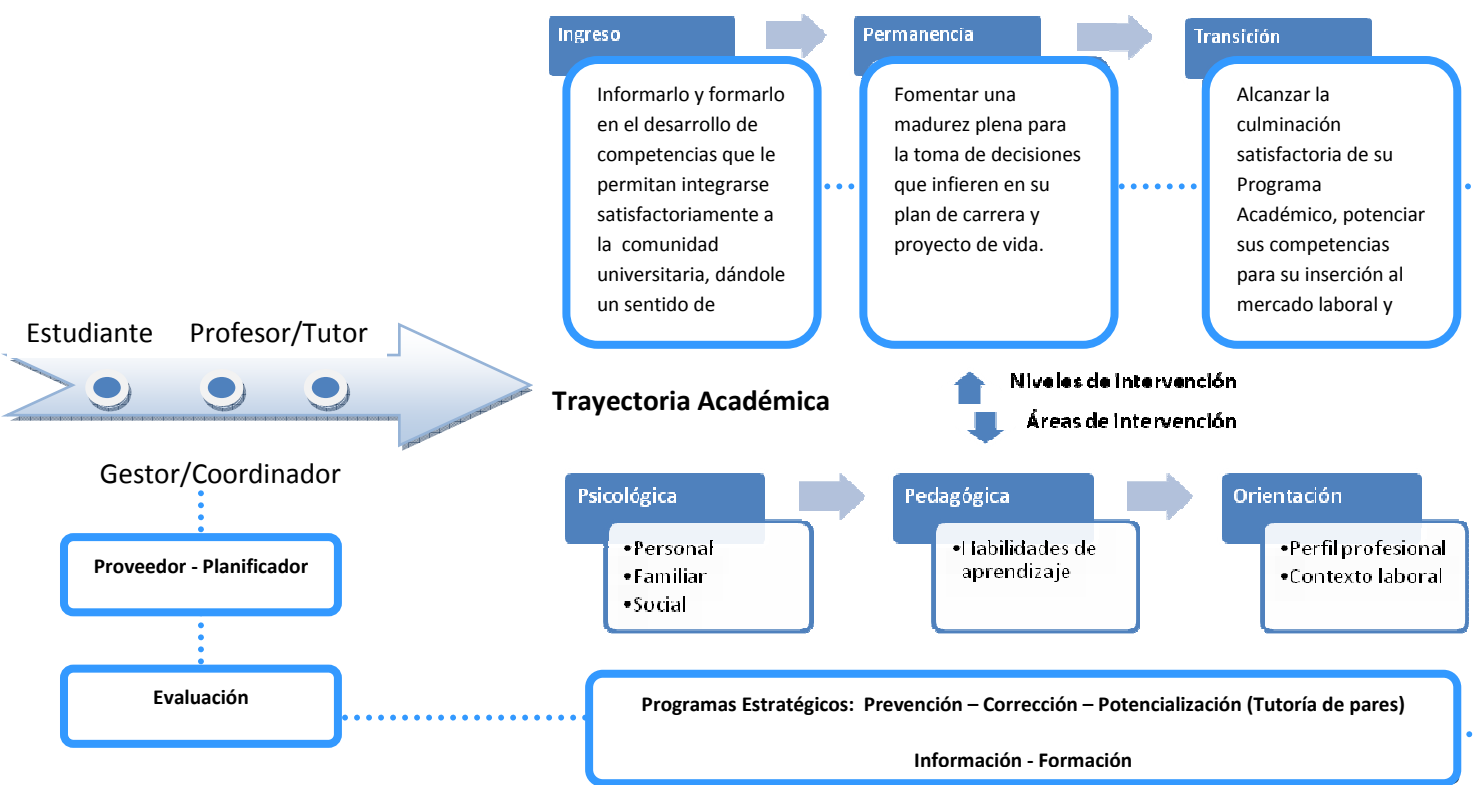 Ingreso
Permanencia
Transición
Informarlo y formarlo
en el desarrollo de
competencias que le
permitan integrarse
satisfactoriamente a
la comunidad
universitaria, dándole
un sentido de
Fomentar una
madurez plena para
la toma de decisiones
que infieren en su
plan de carrera y
proyecto de vida.
Alcanzar la
culminación
satisfactoria de su
Programa
Académico, potenciar
sus competencias
para su inserción al
mercado laboral y
Estudiante
Profesor/Tutor
Trayectoria Académica
Niveles de Intervención
Áreas de Intervención
Gestor/Coordinador
Proveedor - Planificador
Evaluación
Psicológica
•Personal
•Familiar
•Social
Pedagógica
•Habilidades de
aprendizaje
Orientación
•Perfil profesional
•Contexto laboral
Programas Estratégicos: Prevención – Corrección – Potencialización (Tutoría de pares)
Información - Formación